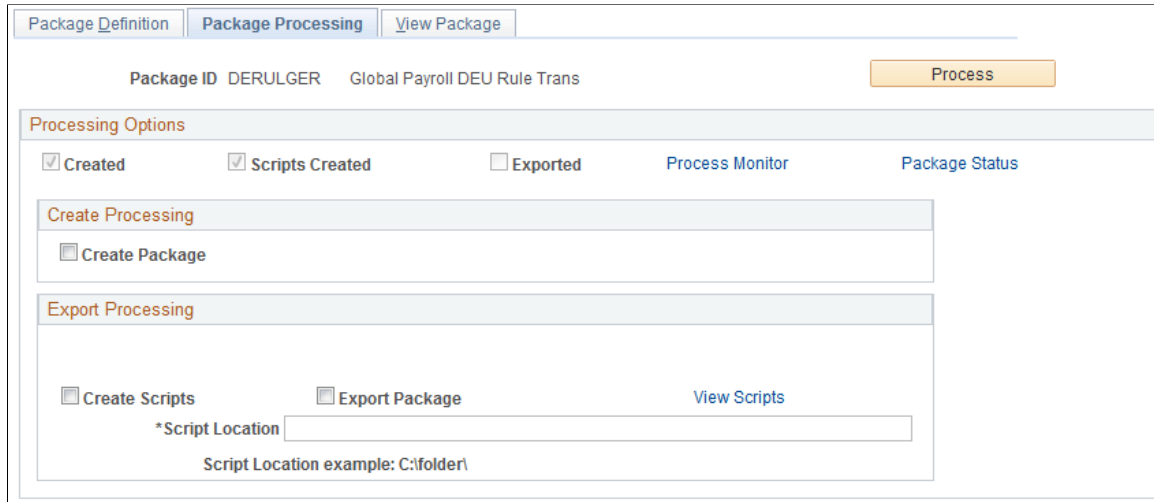 Package Definition Package Processing View Package
Package ID DERULGER Global Payroll DEU Rule Trans Process
Processing Options
Created Scripts Created Exported Process Monitor Package Status
Create Processing
Create Package
Export Processing
Create Scripts Export Package View Scripts
*Script Location
Script Location example: C:\folder\